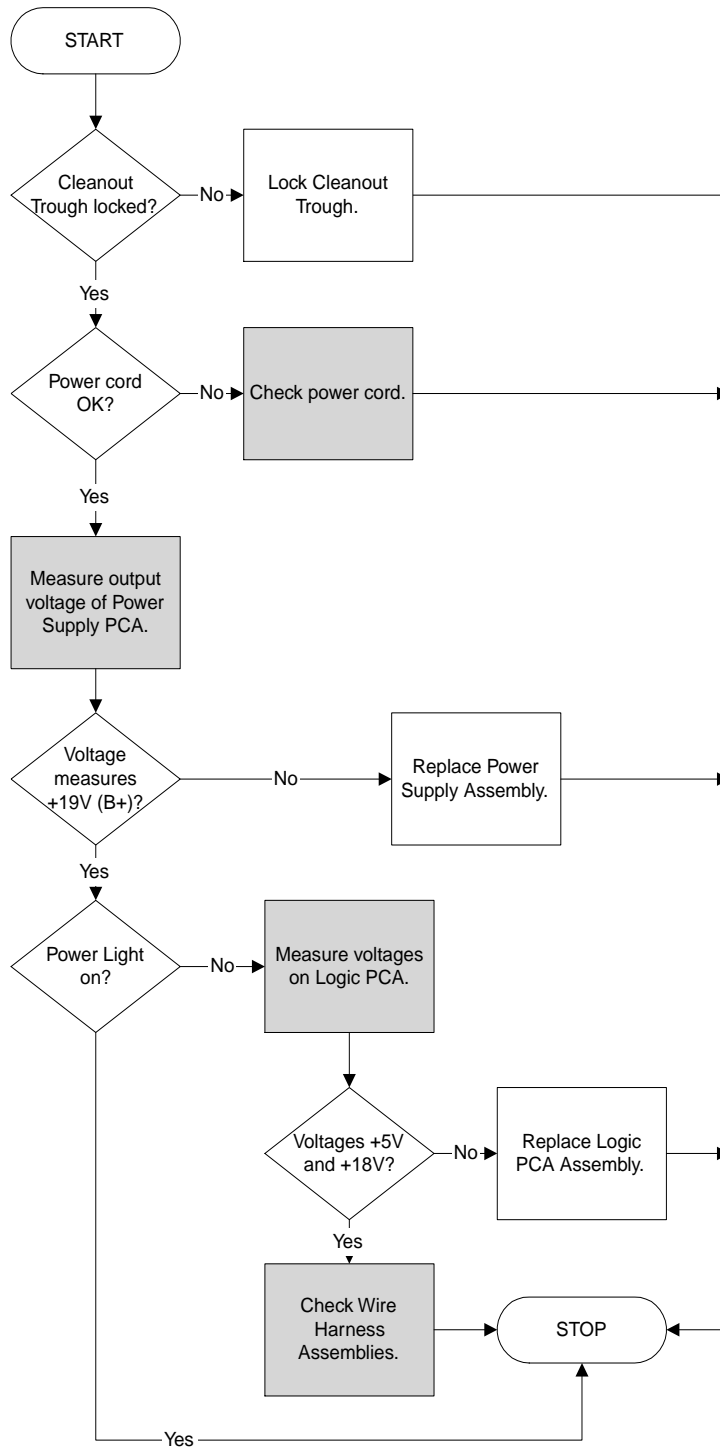 START
Cleanout
Trough locked?
No
Lock Cleanout
Trough.
Yes
Power cord
OK?
No
Check power cord.
Yes
Measure output
voltage of Power
Supply PCA.
Voltage
measures
+19V (B+)?
No
Replace Power
Supply Assembly.
Yes
Power Light
on?
No
Measure voltages
on Logic PCA.
Voltages +5V
and +18V?
No
Replace Logic
PCA Assembly.
Yes
Check Wire
Harness
Assemblies.
STOP
Yes